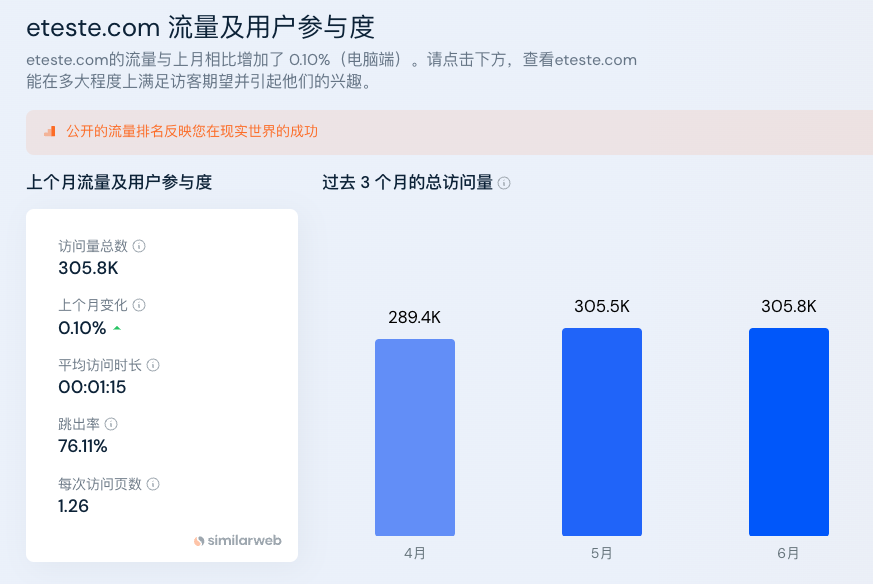 eteste.com 流量及用户参与度
eteste.com的流量与上月相比增加了 0.10%（电脑端）。请点击下方，查看eteste.com
能在多大程度上满足访客期望并引起他们的兴趣。
公开的流量排名反映您在现实世界的成功
上个月流量及用户参与度
过去 3 个月的总访问量
访问量总数
305.8K
上个月变化
0.10%
平均访问时长
00:01:15
跳出率
76.11%
每次访问页数
1.26
similarweb
289.4K
305.5K
305.8K
4月
5月
6月